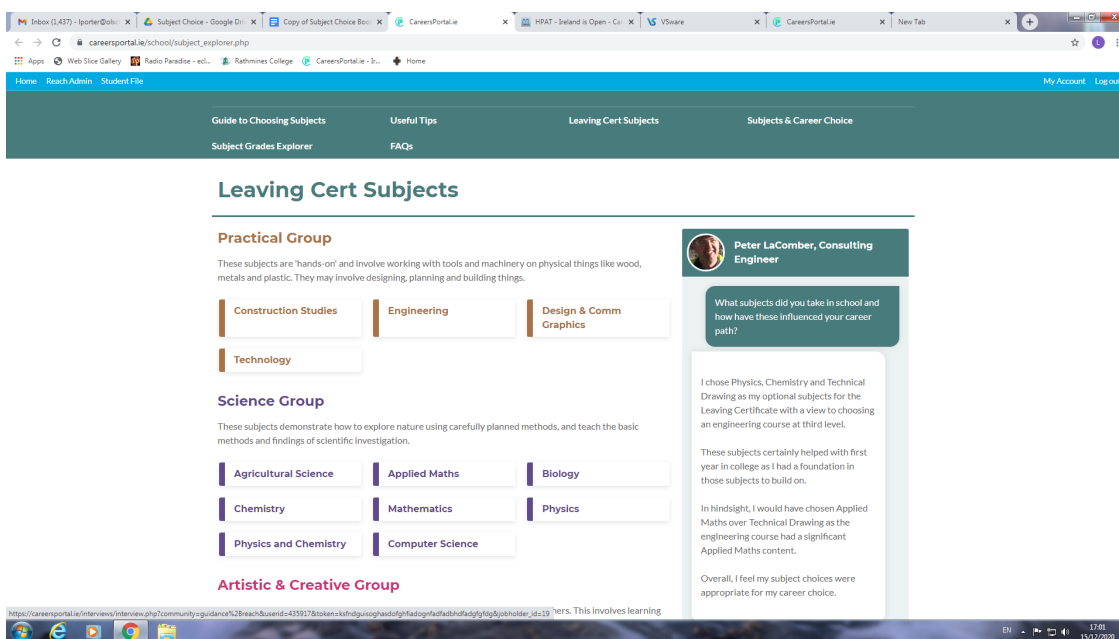 Inbox (1,437) - lporter@olsc
Subject Choice - Google Dri
Copy of Subject Choice Boo
CareersPortal.ie
HPAT - Ireland is Open - Ca
VSware
CareersPortal.ie
New Tab
careersportal.ie/school/subject_explorer.php
L
Apps
Web Slice Gallery
Radio Paradise - ecl...
Rathmines College
CareersPortal.ie - Ir...
Home
Home Reach Admin Student File
My Account Log out
Guide to Choosing Subjects
Useful Tips
Leaving Cert Subjects
Subjects & Career Choice
Subject Grades Explorer
FAQs
Leaving Cert Subjects
Practical Group
These subjects are 'hands-on' and involve working with tools and machinery on physical things like wood,
metals and plastic. They may involve designing, planning and building things.
Construction Studies
Engineering
Design & Comm
Graphics
Technology
Science Group
These subjects demonstrate how to explore nature using carefully planned methods, and teach the basic
methods and findings of scientific investigation.
Agricultural Science
Applied Maths
Biology
Chemistry
Mathematics
Physics
Physics and Chemistry
Computer Science
Artistic & Creative Group
hers. This involves learning
Peter LaComber, Consulting
Engineer
What subjects did you take in school and
how have these influenced your career
path?
I chose Physics, Chemistry and Technical
Drawing as my optional subjects for the
Leaving Certificate with a view to choosing
an engineering course at third level.
These subjects certainly helped with first
year in college as I had a foundation in
those subjects to build on.
In hindsight, I would have chosen Applied
Maths over Technical Drawing as the
engineering course had a significant
Applied Maths content.
Overall, I feel my subject choices were
appropriate for my career choice.
EN
17:01
15/12/2020